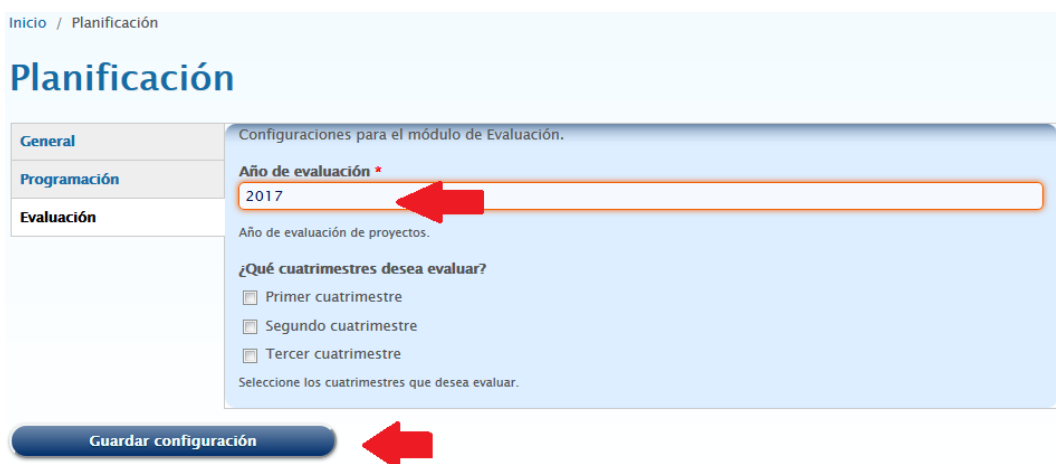 Inicio / Planificación
Planificación
General
Programación
Evaluación
Configuraciones para el módulo de Evaluación.
Año de evaluación *
2017
Año de evaluación de proyectos.
¿Qué cuatrimestres desea evaluar?
Primer cuatrimestre
Segundo cuatrimestre
Tercer cuatrimestre
Seleccione los cuatrimestres que desea evaluar.
Guardar configuración